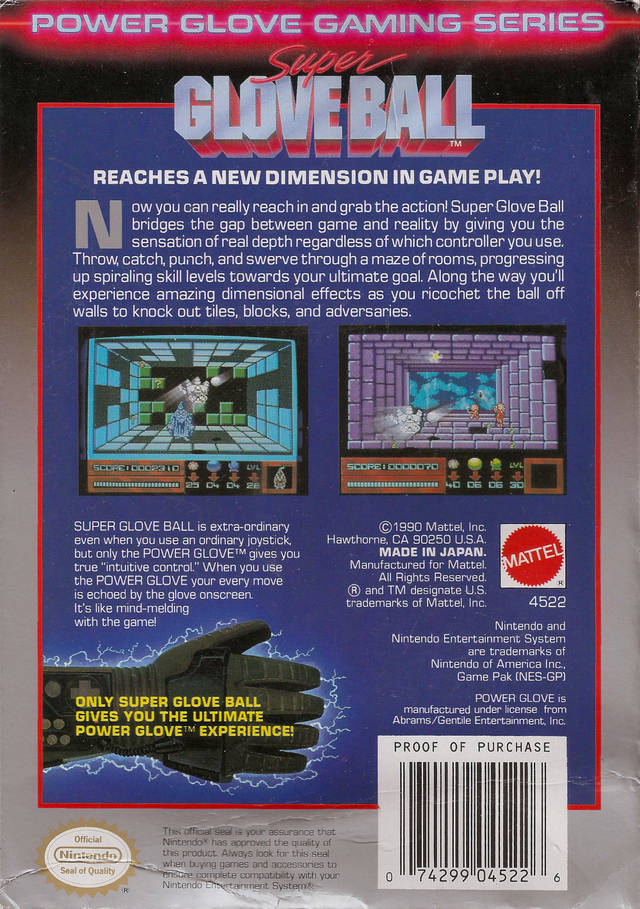 POWER GLOVE GAMING SERIES
Super
GLOVE BALL
TM
REACHES A NEW DIMENSION IN GAME PLAY!
Now you can really reach in and grab the action! Super Glove Ball
bridges the gap between game and reality by giving you the
sensation of real depth regardless of which controller you use.
Throw, catch, punch, and swerve through a maze of rooms, progressing
up spiraling skill levels towards your ultimate goal. Along the way you'll
experience amazing dimensional effects as you ricochet the ball off
walls to knock out tiles, blocks, and adversaries.
SCORE: 0002310 LVL
25 04 04 26
SCORE: 0000070 LVL
40 06 06 30
SUPER GLOVE BALL is extra-ordinary
even when you use an ordinary joystick,
but only the POWER GLOVE™ gives you
true "intuitive control." When you use
the POWER GLOVE your every move
is echoed by the glove onscreen.
It's like mind-melding
with the game!
ONLY SUPER GLOVE BALL
GIVES YOU THE ULTIMATE
POWER GLOVE™ EXPERIENCE!
©1990 Mattel, Inc.
Hawthorne, CA 90250 U.S.A.
MADE IN JAPAN.
Manufactured for Mattel.
All Rights Reserved.
® and TM designate U.S.
trademarks of Mattel, Inc.
MATTEL
®
4522
Nintendo and
Nintendo Entertainment System
are trademarks of
Nintendo of America Inc.,
Game Pak (NES-GP)
POWER GLOVE is
manufactured under license from
Abrams/Gentile Entertainment, Inc.
PROOF OF PURCHASE
0 74299 04522 6
Official
Nintendo
Seal of Quality
®
This official seal is your assurance that
Nintendo® has approved the quality of
this product. Always look for this seal
when buying games and accessories to
ensure complete compatibility with your
Nintendo Entertainment System®.